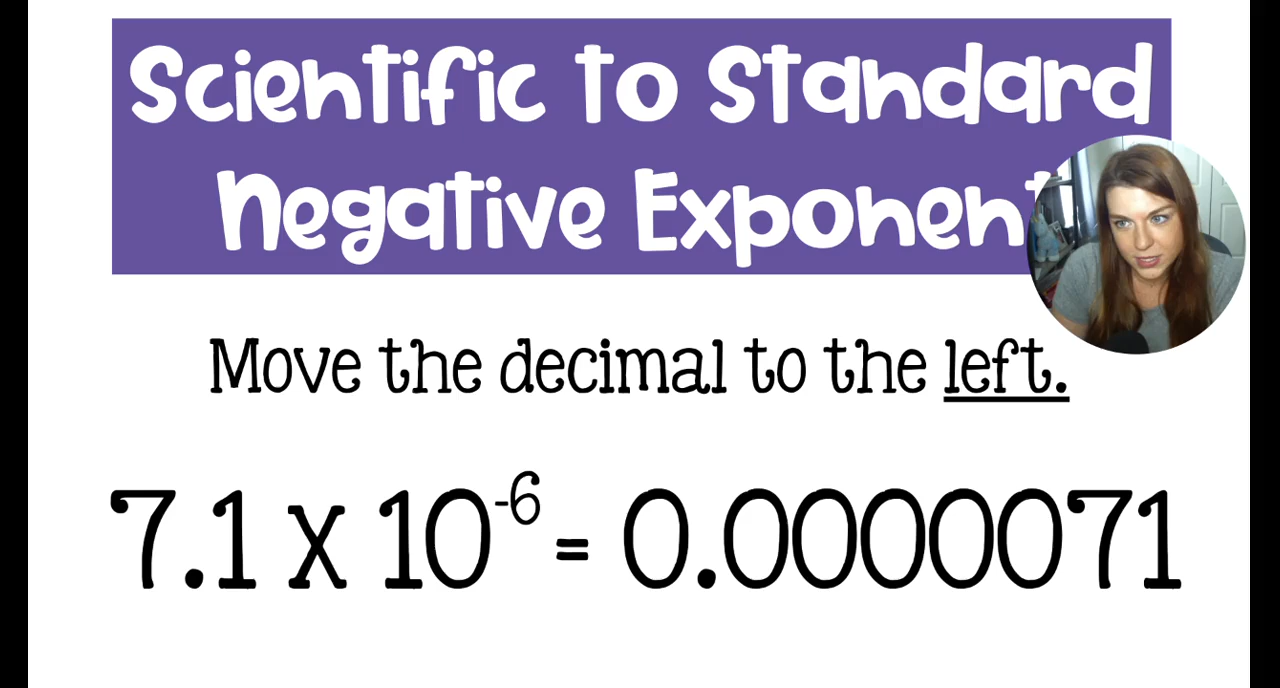 Scientific to Standard
Negative Exponent
Move the decimal to the left.
7.1 x 10⁻⁶ = 0.0000071